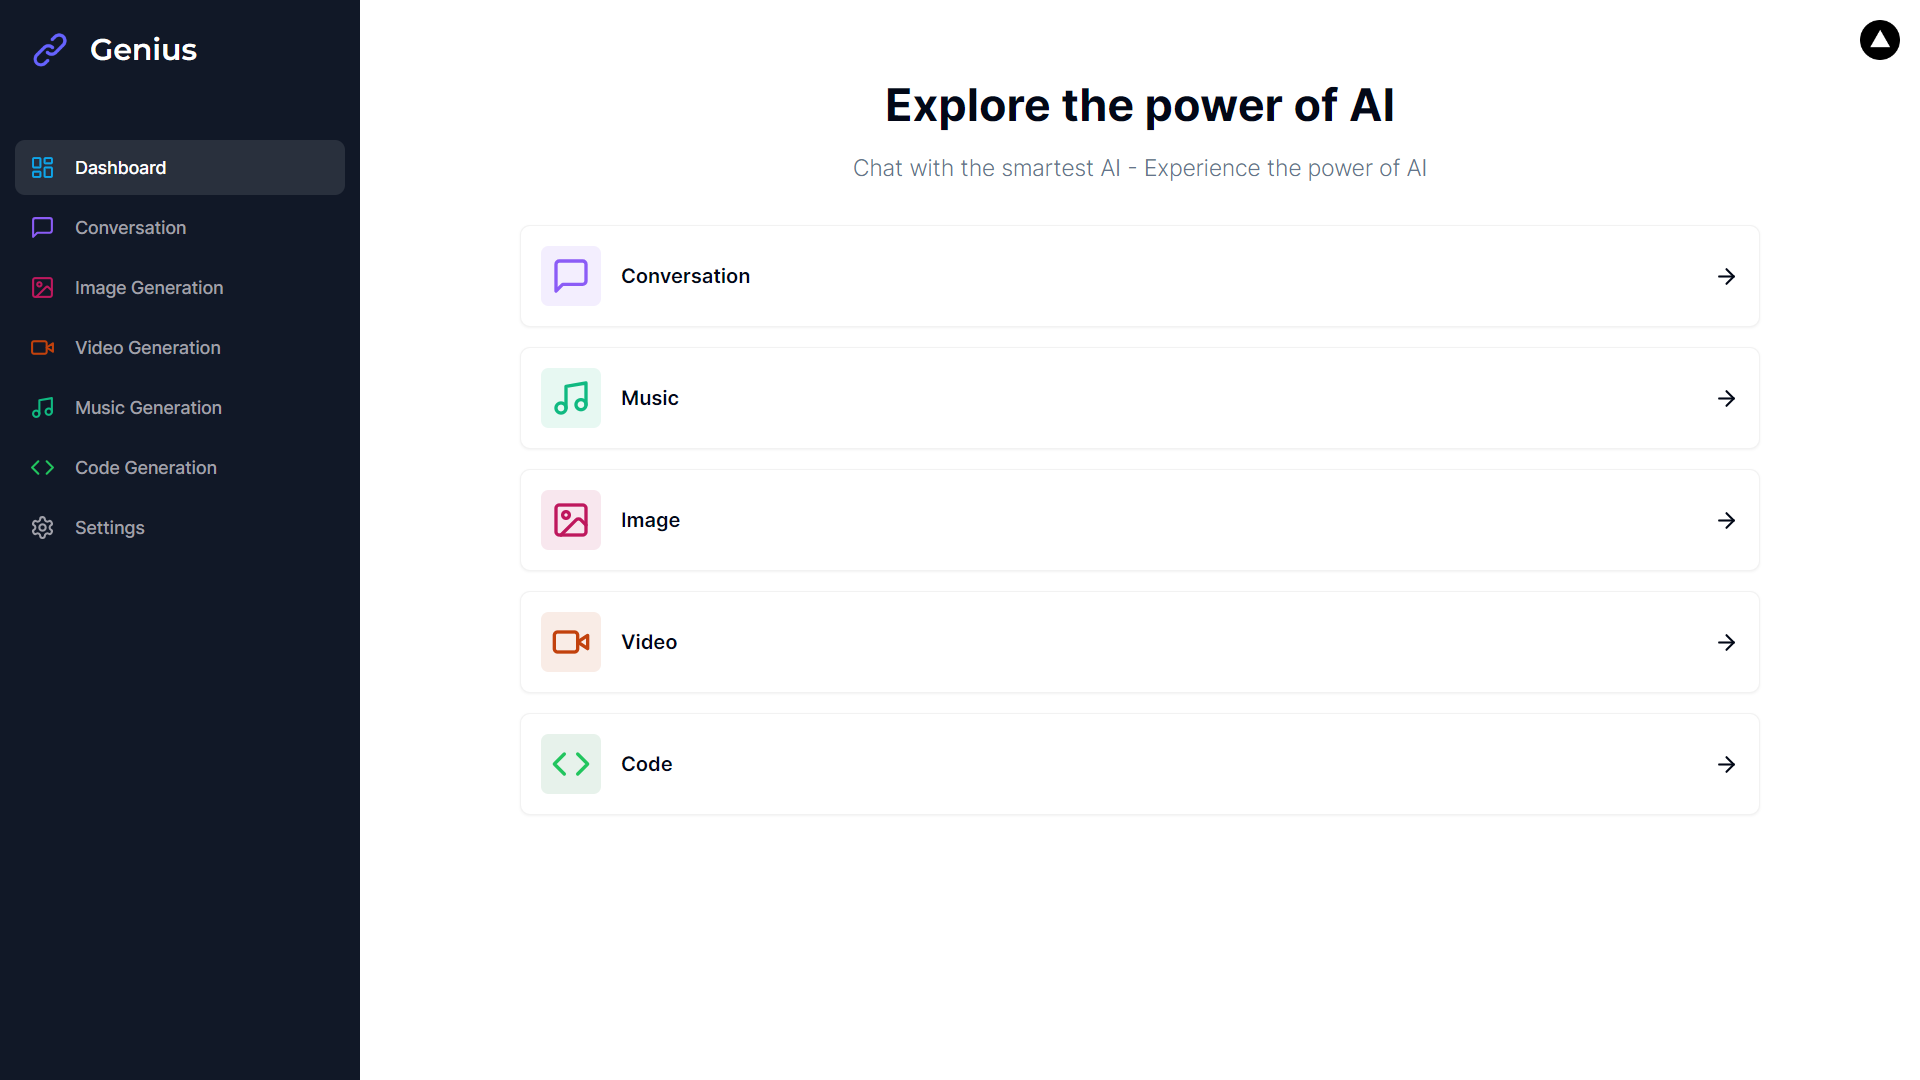 Genius
Dashboard
Conversation
Image Generation
Video Generation
Music Generation
Code Generation
Settings
Explore the power of AI
Chat with the smartest AI - Experience the power of AI
Conversation
Music
Image
Video
Code